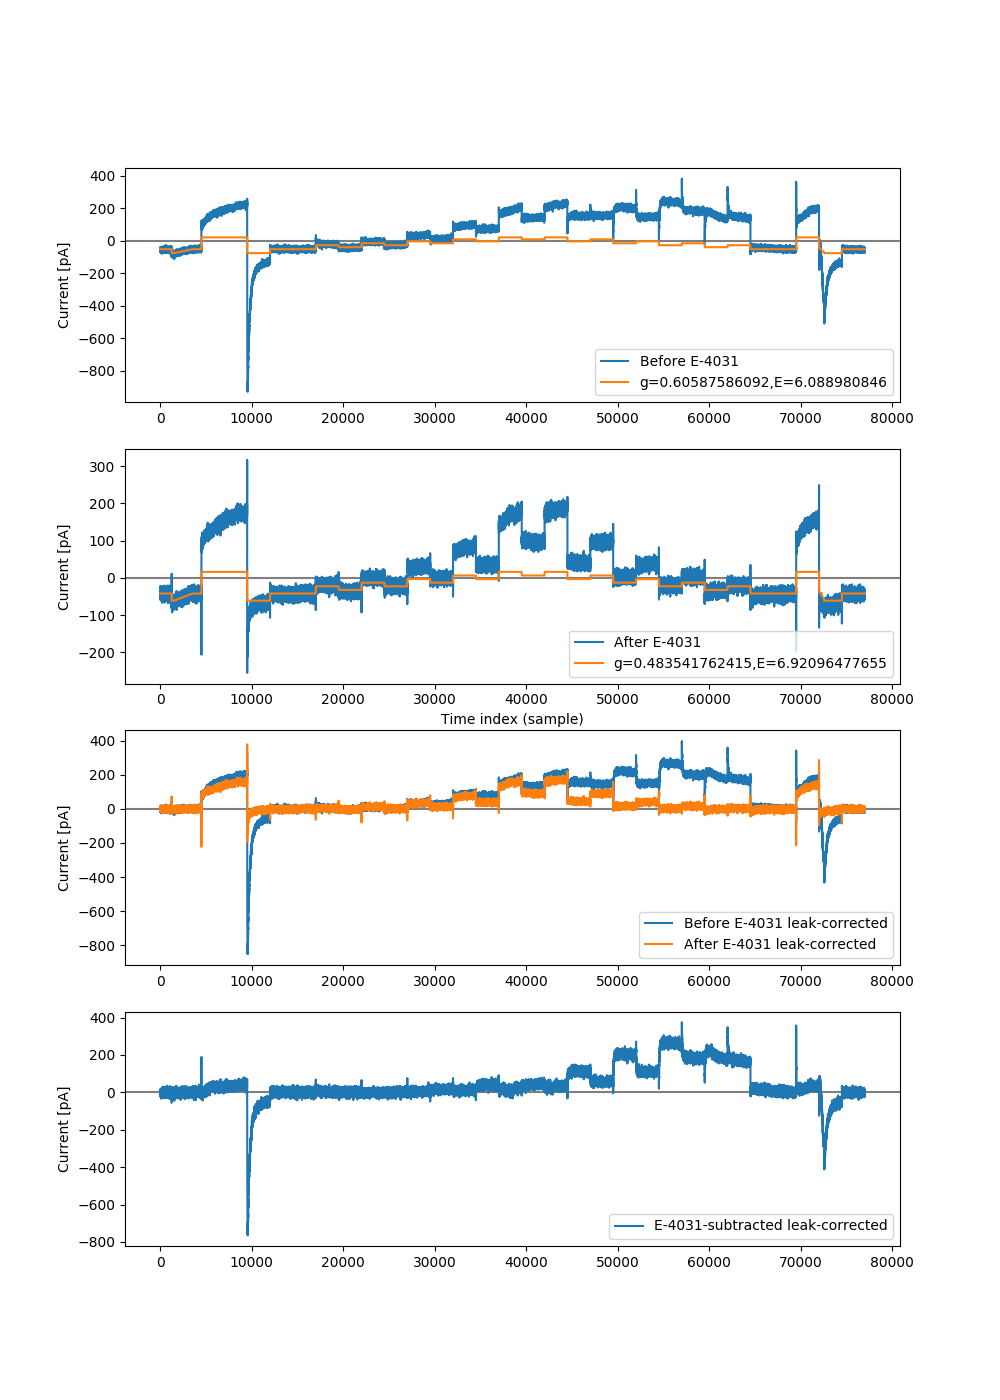 400
200
0
−200
−400
−600
−800
Current [pA]
Before E-4031
g=0.60587586092,E=6.088980846
0 10000 20000 30000 40000 50000 60000 70000 80000
300
200
100
0
−100
−200
Current [pA]
After E-4031
g=0.483541762415,E=6.92096477655
0 10000 20000 30000 40000 50000 60000 70000 80000
Time index (sample)
400
200
0
−200
−400
−600
−800
Current [pA]
Before E-4031 leak-corrected
After E-4031 leak-corrected
0 10000 20000 30000 40000 50000 60000 70000 80000
400
200
0
−200
−400
−600
−800
Current [pA]
E-4031-subtracted leak-corrected
0 10000 20000 30000 40000 50000 60000 70000 80000